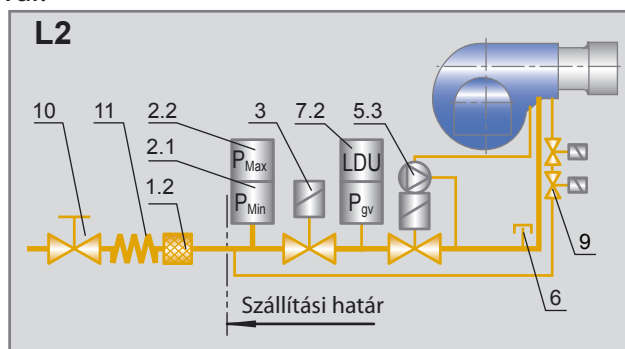 L2
10 11 2.2 3 7.2 5.3
2.1
1.2
PMax LDU
PMin Pgv
9
6
Szállítási határ